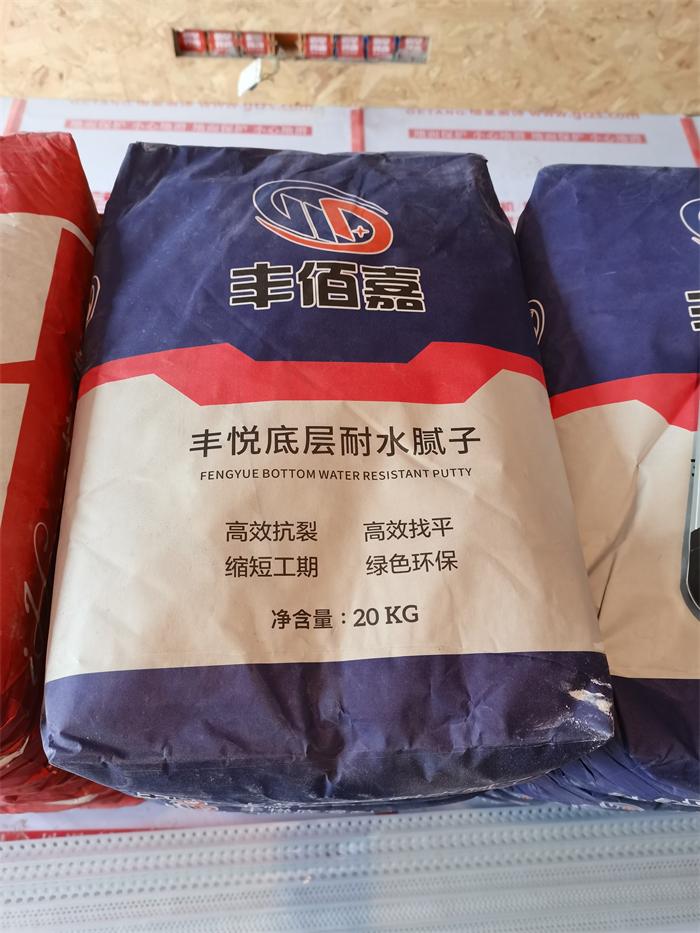 丰佰嘉
丰悦底层耐水腻子
FENGYUE BOTTOM WATER RESISTANT PUTTY
高效抗裂 高效找平
缩短工期 绿色环保
净含量：20 KG